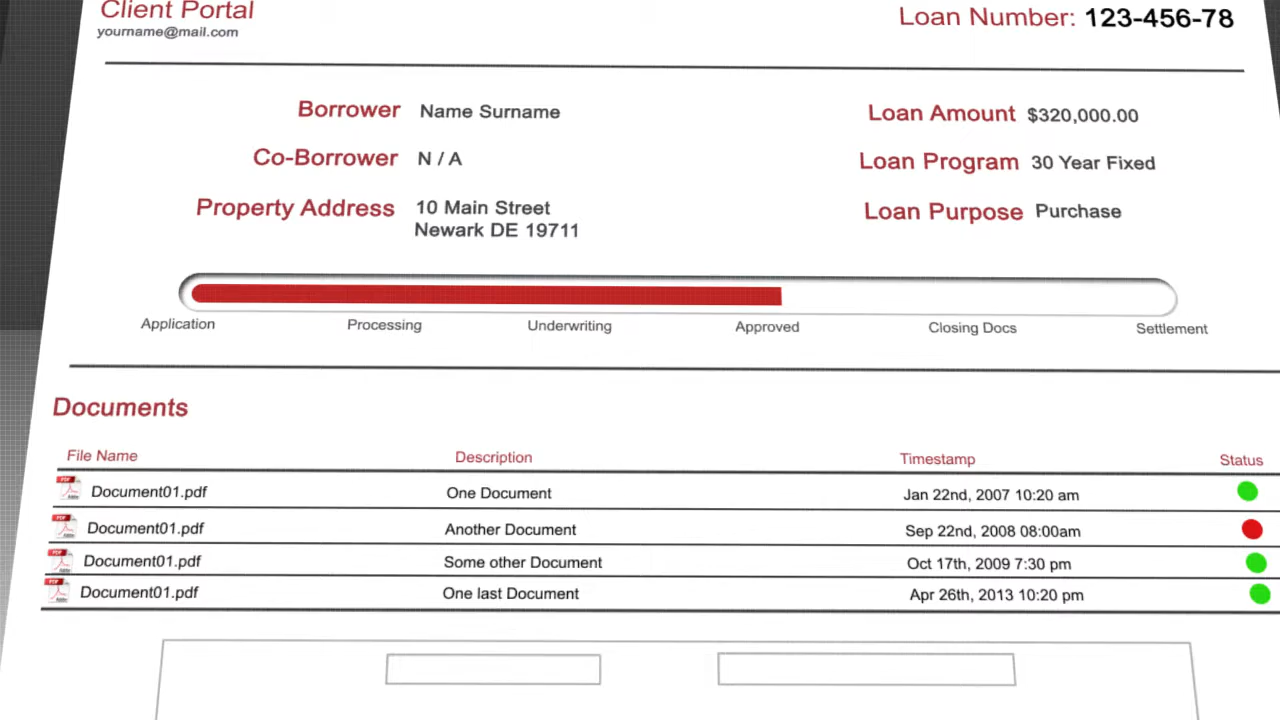 Client Portal
yourname@mail.com
Loan Number: 123-456-78
Borrower Name Surname
Loan Amount $320,000.00
Co-Borrower N / A
Loan Program 30 Year Fixed
Property Address 10 Main Street
Newark DE 19711
Loan Purpose Purchase
Application Processing Underwriting Approved Closing Docs Settlement
Documents
File Name Description Timestamp Status
Document01.pdf One Document Jan 22nd, 2007 10:20 am
Document01.pdf Another Document Sep 22nd, 2008 08:00am
Document01.pdf Some other Document Oct 17th, 2009 7:30 pm
Document01.pdf One last Document Apr 26th, 2013 10:20 pm